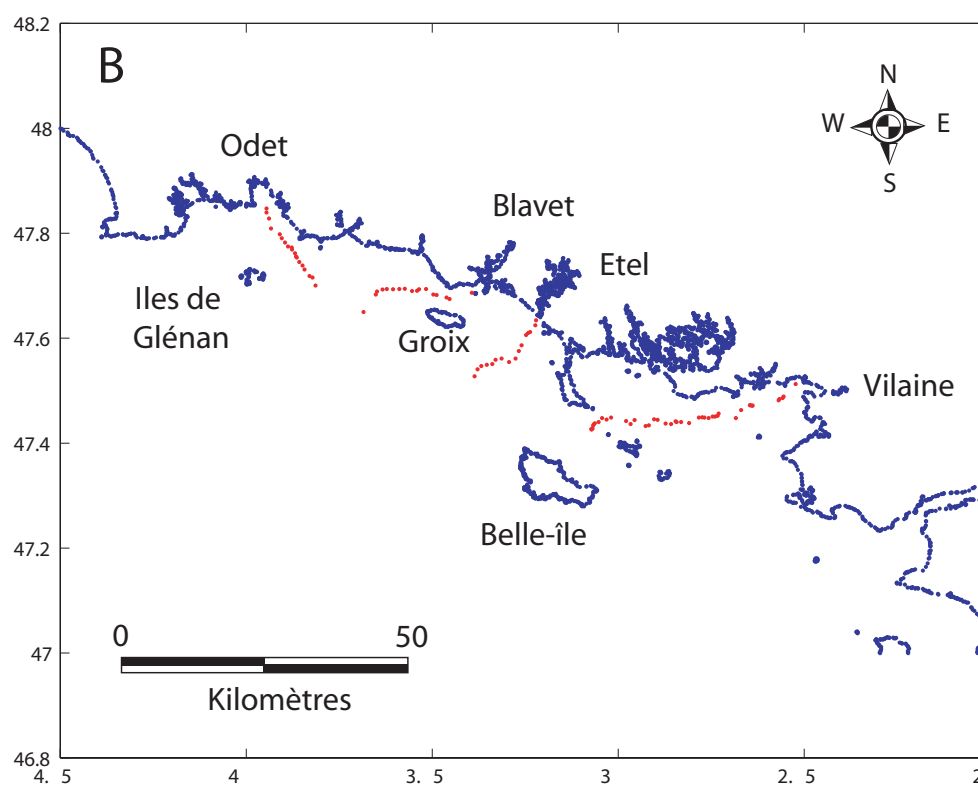 48.2
B
N
W E
S
48
Odet
Blavet
47.8
Etel
Iles de
Glénan
47.6
Groix
Vilaine
47.4
Belle-île
47.2
0 50
47
Kilomètres
46.8
4. 5 4 3. 5 3 2. 5 2